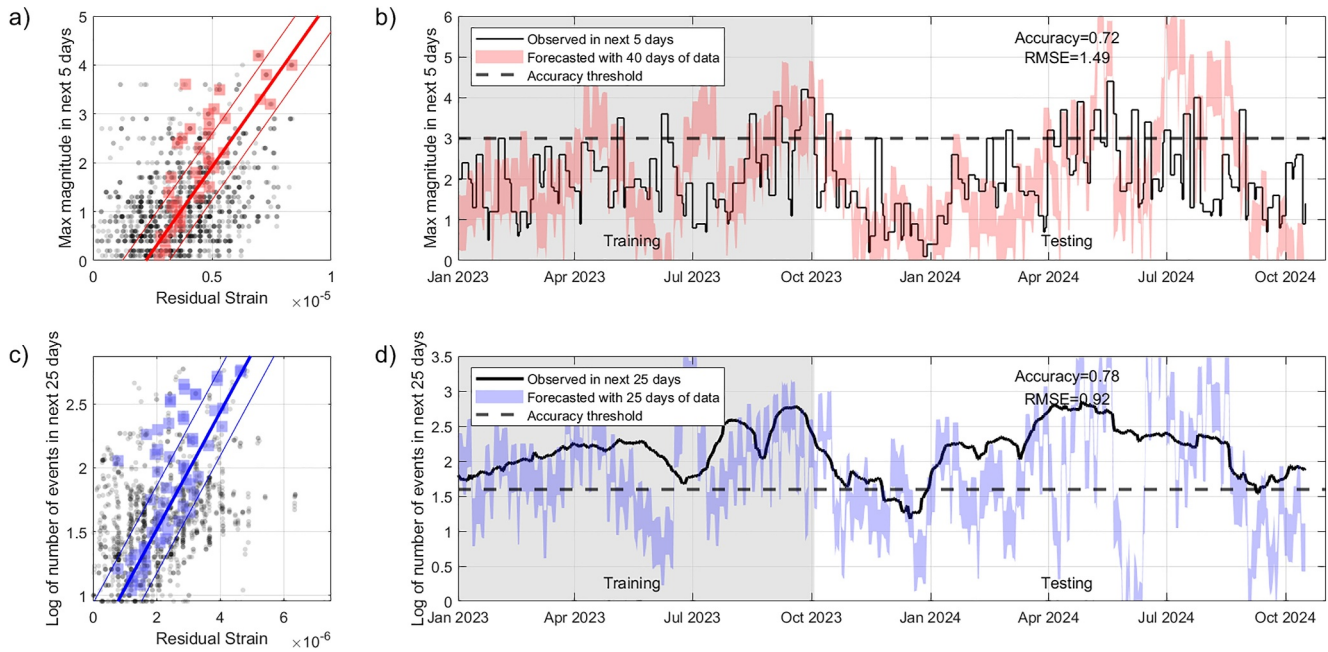 a)
Max magnitude in next 5 days
5
4
3
2
1
0
0
0.5
1
Residual Strain
×10-5
b)
Max magnitude in next 5 days
6
5
4
3
2
1
0
Observed in next 5 days
Forecasted with 40 days of data
Accuracy threshold
Accuracy=0.72
RMSE=1.49
Training
Testing
Jan 2023
Apr 2023
Jul 2023
Oct 2023
Jan 2024
Apr 2024
Jul 2024
Oct 2024
c)
Log of number of events in next 25 days
2.5
2
1.5
1
0
2
4
6
Residual Strain
×10-6
d)
Log of number of events in next 25 days
3.5
3
2.5
2
1.5
1
0.5
0
Observed in next 25 days
Forecasted with 25 days of data
Accuracy threshold
Accuracy=0.78
RMSE=0.92
Training
Testing
Jan 2023
Apr 2023
Jul 2023
Oct 2023
Jan 2024
Apr 2024
Jul 2024
Oct 2024